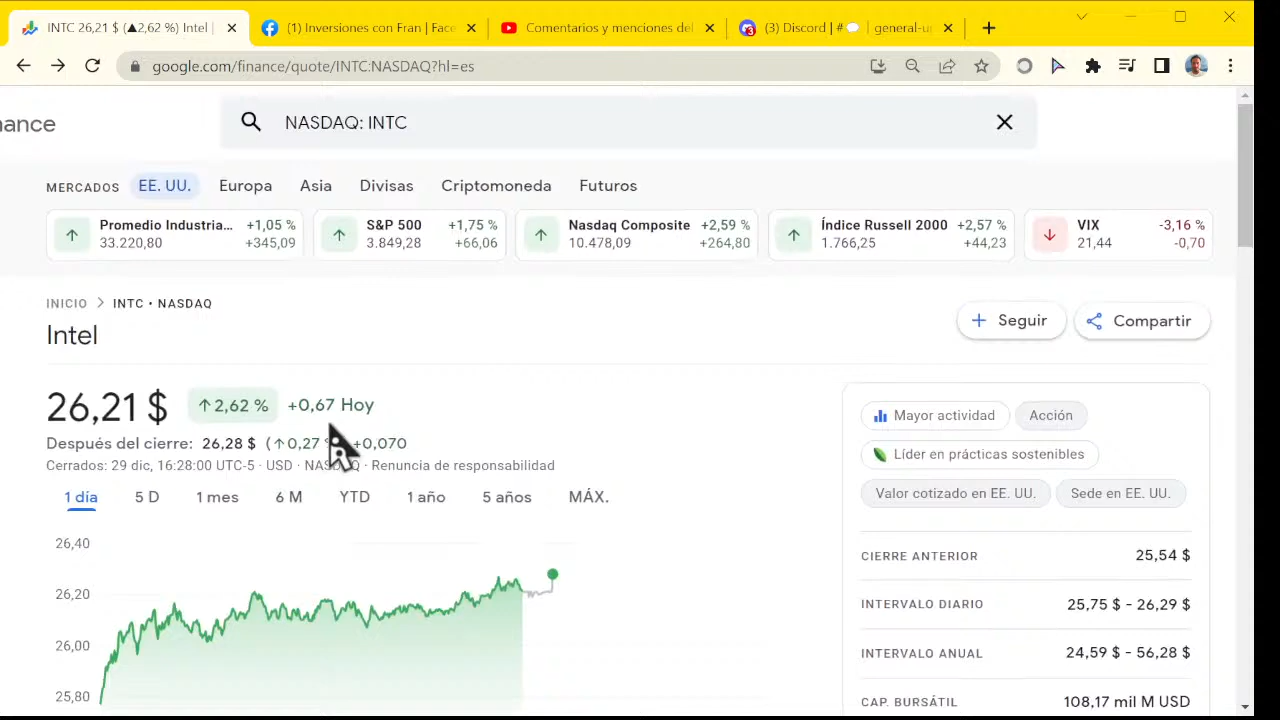 INTC 26,21 $ (▲2,62 %) Intel |
(1) Inversiones con Fran | Face
Comentarios y menciones del
(3) Discord | #💬 | general-u
google.com/finance/quote/INTC:NASDAQ?hl=es
nance
NASDAQ: INTC
MERCADOS EE. UU. Europa Asia Divisas Criptomoneda Futuros
Promedio Industria... +1,05 %
33.220,80 +345,09
S&P 500 +1,75 %
3.849,28 +66,06
Nasdaq Composite +2,59 %
10.478,09 +264,80
Índice Russell 2000 +2,57 %
1.766,25 +44,23
VIX -3,16 %
21,44 -0,70
INICIO > INTC • NASDAQ
Intel
+ Seguir
Compartir
26,21 $ ↑2,62 % +0,67 Hoy
Después del cierre: 26,28 $ (↑0,27 +0,070
Cerrados: 29 dic, 16:28:00 UTC-5 · USD · NASDAQ · Renuncia de responsabilidad
1 día 5 D 1 mes 6 M YTD 1 año 5 años MÁX.
26,40
26,20
26,00
25,80
Mayor actividad Acción
Líder en prácticas sostenibles
Valor cotizado en EE. UU. Sede en EE. UU.
CIERRE ANTERIOR 25,54 $
INTERVALO DIARIO 25,75 $ - 26,29 $
INTERVALO ANUAL 24,59 $ - 56,28 $
CAP. BURSÁTIL 108,17 mil M USD